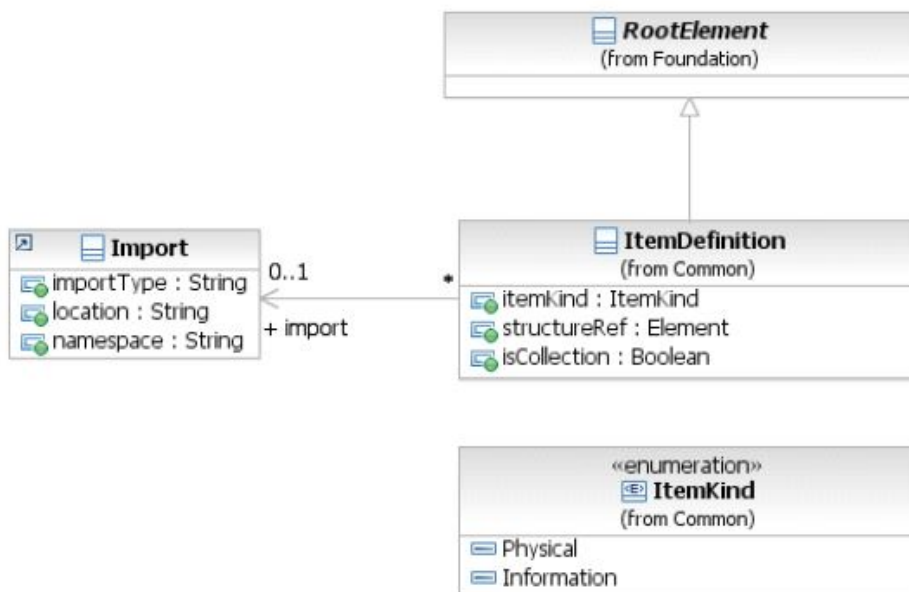 RootElement
(from Foundation)
Import
importType : String
location : String
namespace : String
0..1
+ import
*
ItemDefinition
(from Common)
itemKind : ItemKind
structureRef : Element
isCollection : Boolean
«enumeration»
<E> ItemKind
(from Common)
Physical
Information